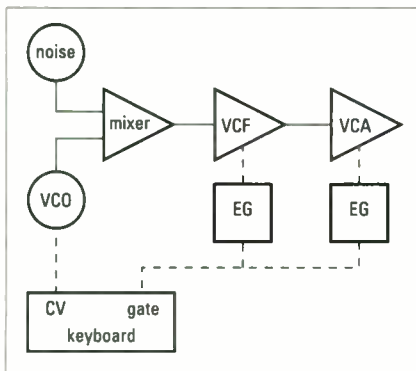 noise
mixer
VCF
VCA
VCO
EG
EG
CV gate
keyboard